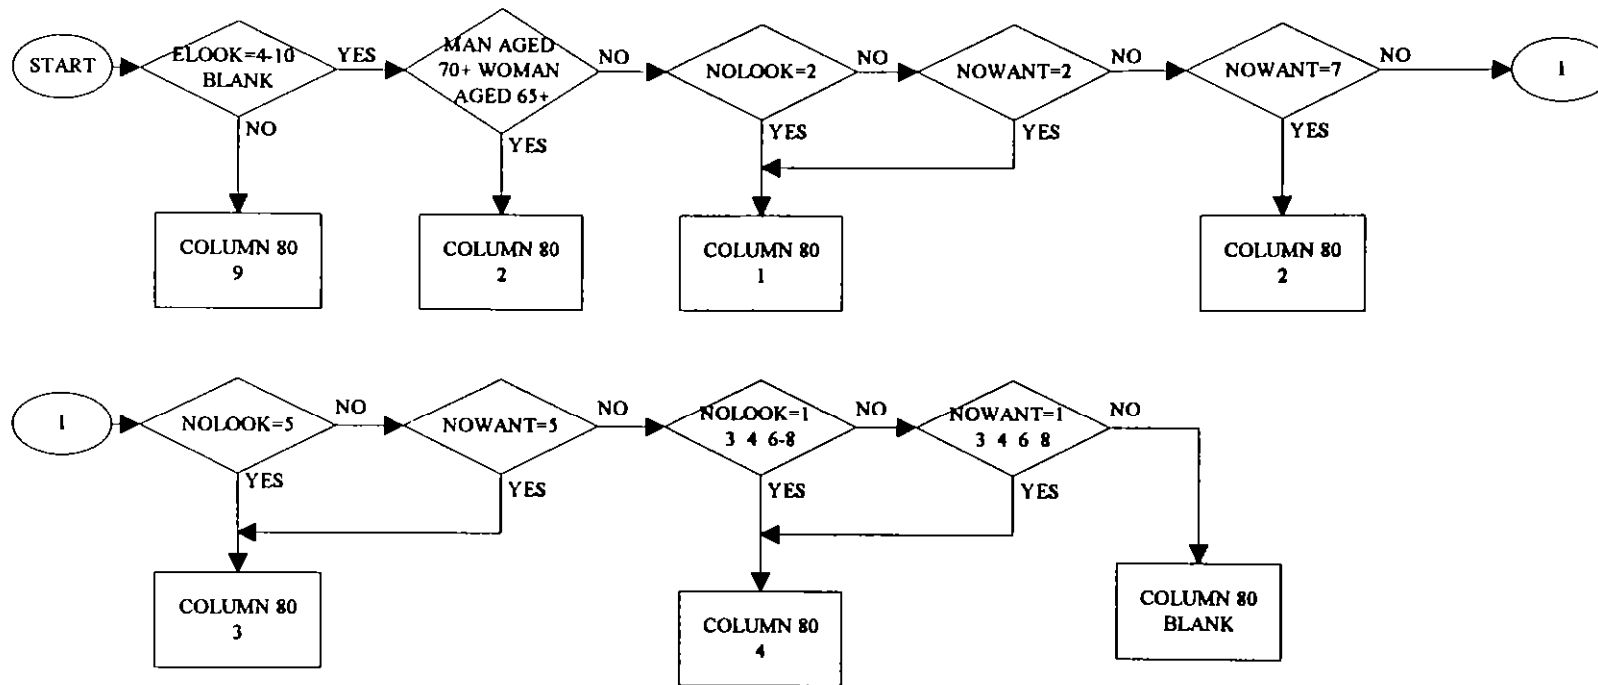 START
ELOOK=4-10
BLANK
YES
NO
MAN AGED
70+ WOMAN
AGED 65+
NO
YES
NOLOOK=2
NO
YES
NOWANT=2
NO
YES
NOWANT=7
NO
YES
1
COLUMN 80
9
COLUMN 80
2
COLUMN 80
1
COLUMN 80
2
1
NOLOOK=5
NO
YES
NOWANT=5
NO
YES
NOLOOK=1
3 4 6-8
NO
YES
NOWANT=1
3 4 6 8
NO
YES
COLUMN 80
3
COLUMN 80
4
COLUMN 80
BLANK